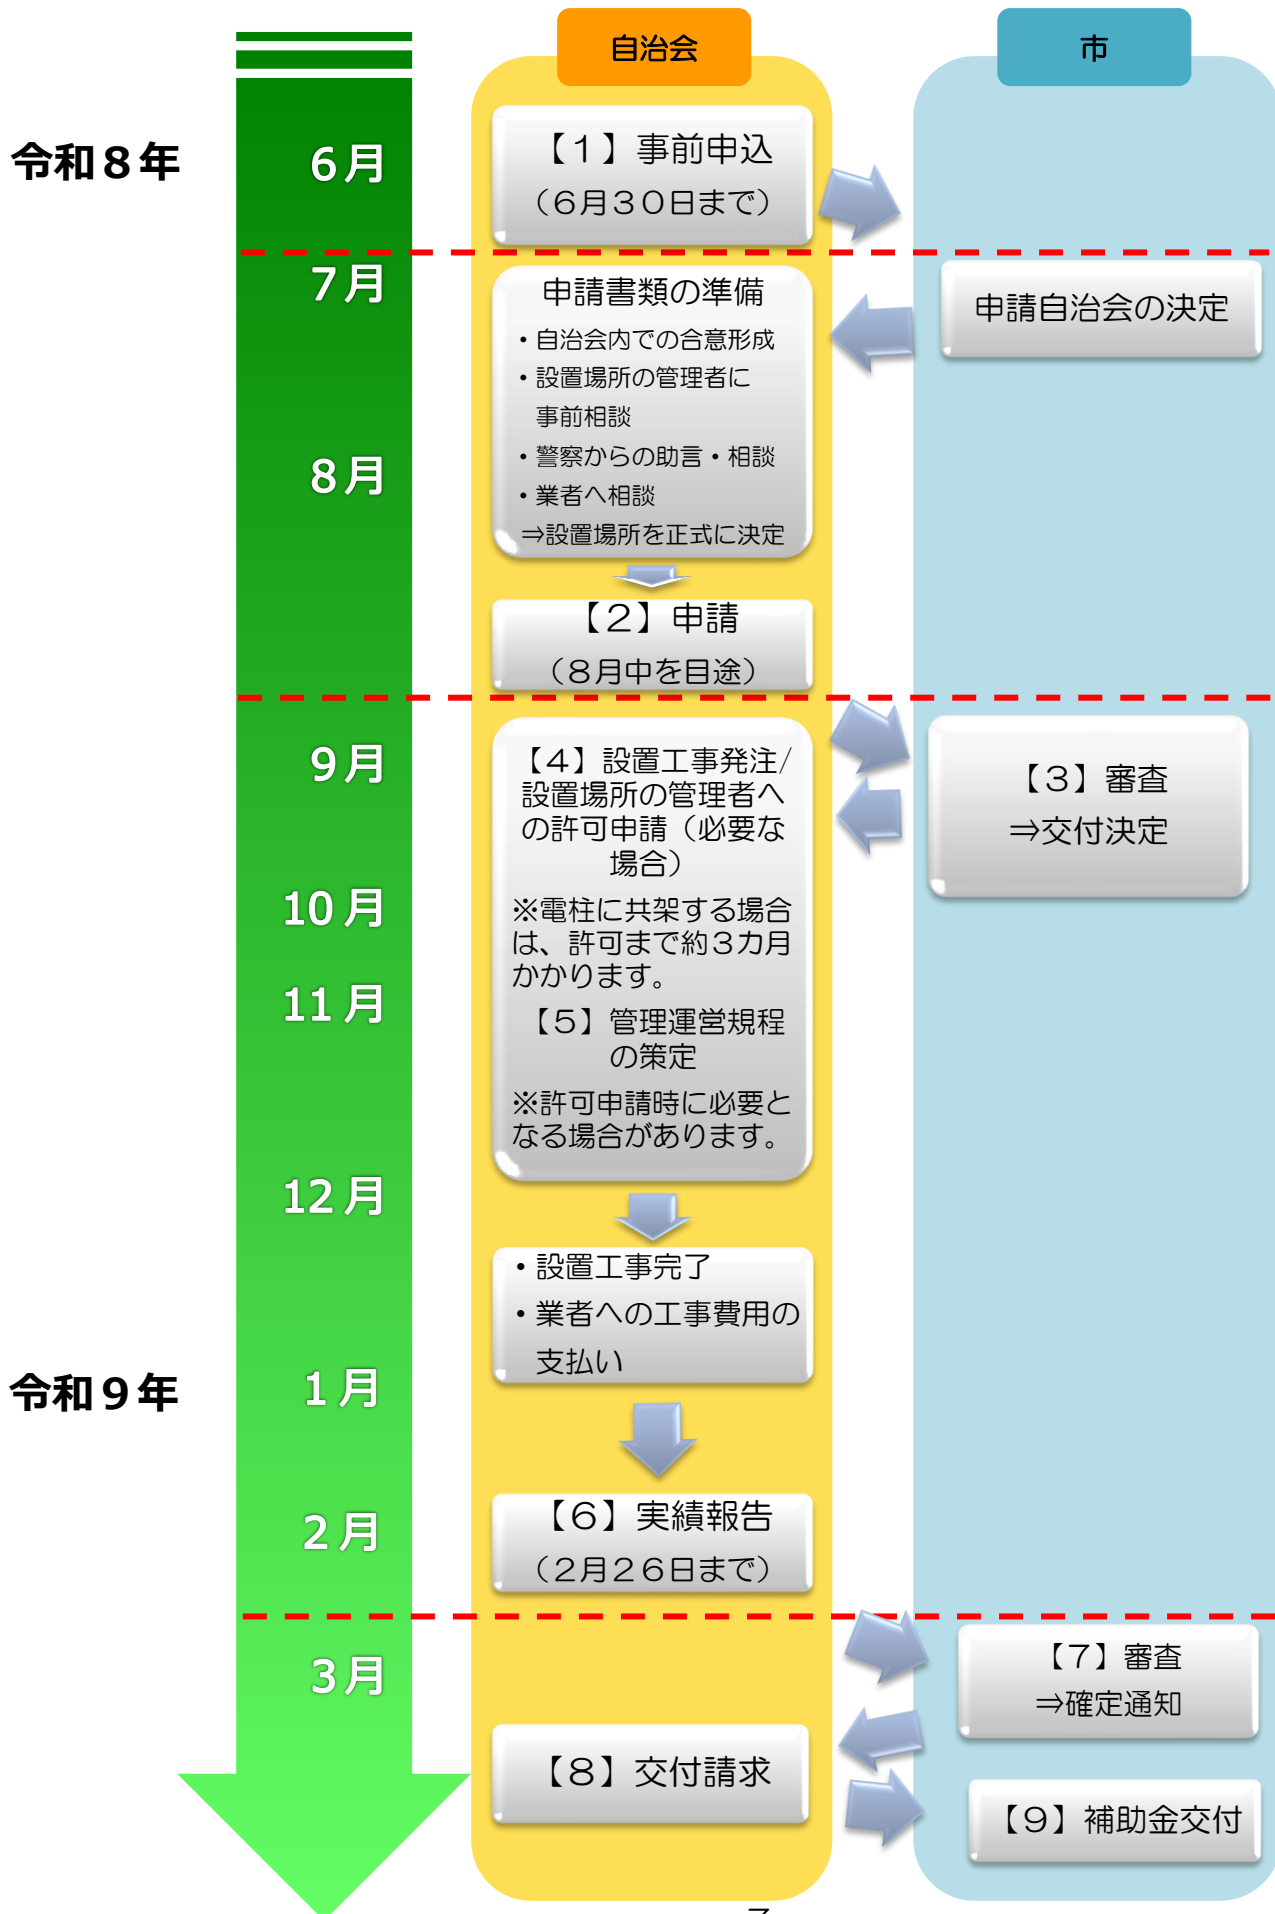 自治会
市
令和８年
６月
【１】事前申込
（６月３０日まで）
７月
申請書類の準備
・自治会内での合意形成
・設置場所の管理者に
事前相談
・警察からの助言・相談
・業者へ相談
⇒設置場所を正式に決定
申請自治会の決定
８月
【２】申請
（８月中を目途）
９月
【４】設置工事発注/
設置場所の管理者へ
の許可申請（必要な
場合）
※電柱に共架する場合
は、許可まで約３カ月
かかります。
【５】管理運営規程
の策定
※許可申請時に必要と
なる場合があります。
【３】審査
⇒交付決定
10月
11月
12月
・設置工事完了
・業者への工事費用の
支払い
令和９年
１月
２月
【６】実績報告
（２月２６日まで）
３月
【７】審査
⇒確定通知
【８】交付請求
【９】補助金交付